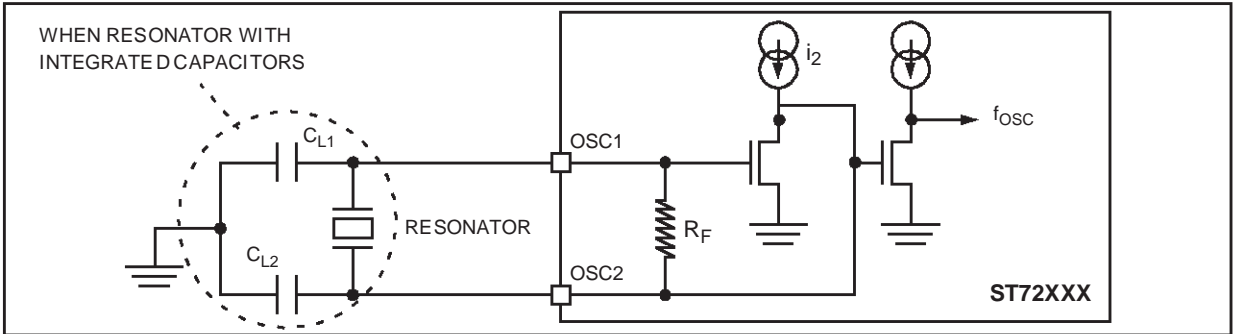 WHEN RESONATOR WITH
INTEGRATED CAPACITORS
i2
fOSC
CL1
OSC1
RESONATOR
RF
CL2
OSC2
ST72XXX